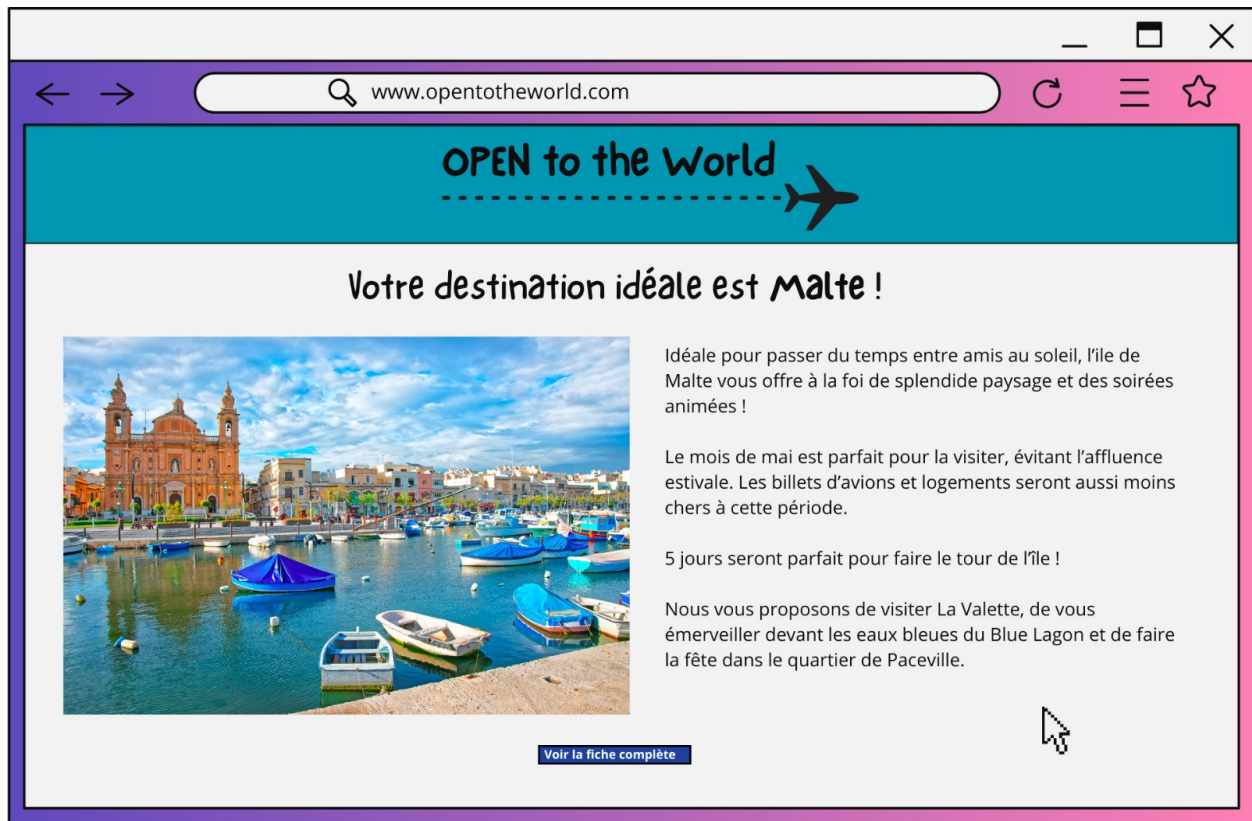 www.opentotheworld.com
OPEN to the World
Votre destination idéale est Malte !
Idéale pour passer du temps entre amis au soleil, l'ile de
Malte vous offre à la foi de splendide paysage et des soirées
animées !
Le mois de mai est parfait pour la visiter, évitant l'affluence
estivale. Les billets d'avions et logements seront aussi moins
chers à cette période.
5 jours seront parfait pour faire le tour de l'île !
Nous vous proposons de visiter La Valette, de vous
émerveiller devant les eaux bleues du Blue Lagon et de faire
la fête dans le quartier de Paceville.
Voir la fiche complète